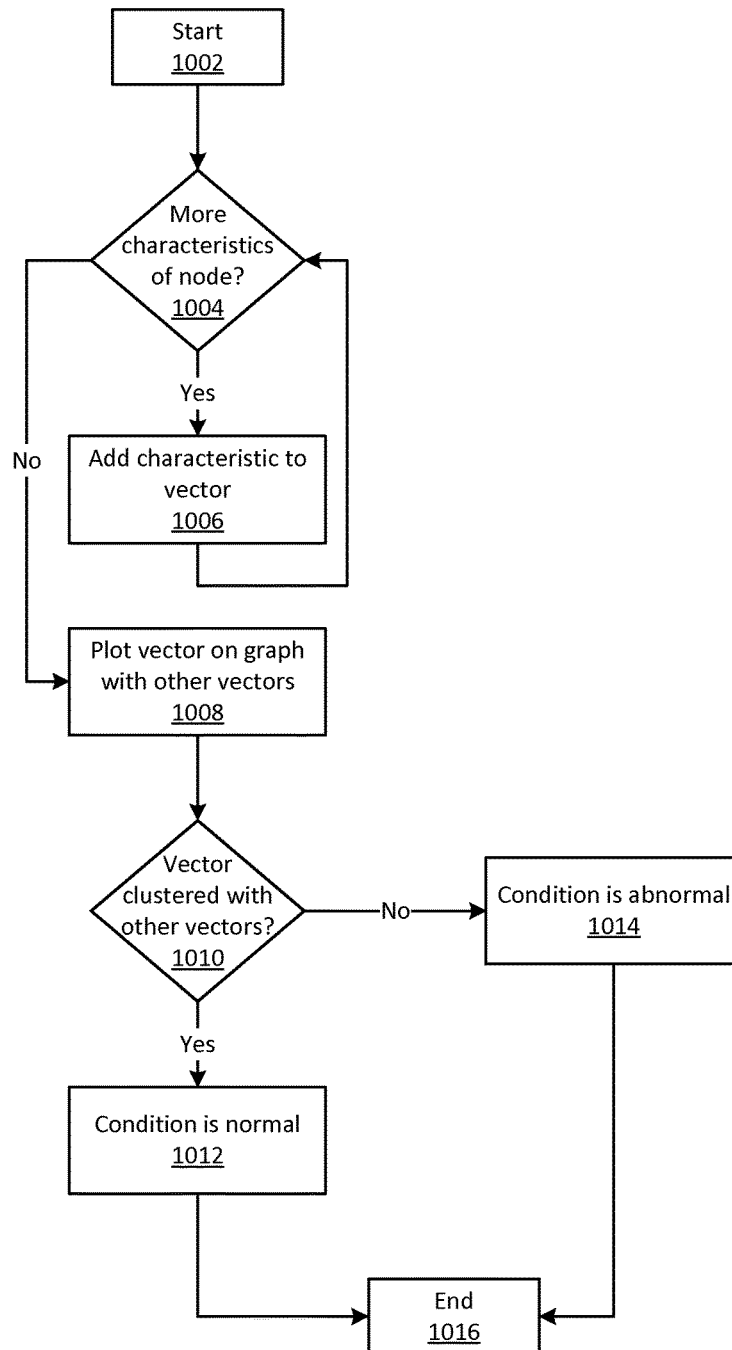 Start
1002
More
characteristics
of node?
1004
Yes
No
Add characteristic to
vector
1006
Plot vector on graph
with other vectors
1008
Vector
clustered with
other vectors?
1010
No
Condition is abnormal
1014
Yes
Condition is normal
1012
End
1016